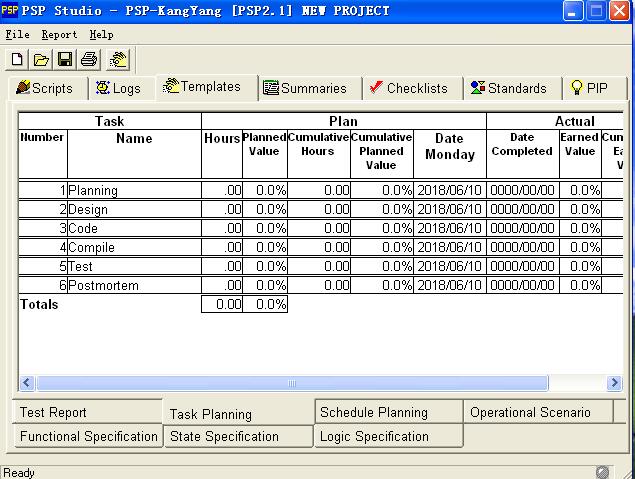 PSP PSP Studio - PSP-KangYang [PSP2.1] NEW PROJECT
File Report Help
Scripts Logs Templates Summaries Checklists Standards PIP
Task Plan Actual
Number Name Hours Planned Value Cumulative Hours Cumulative Planned Value Date Monday Date Completed Earned Value
1 Planning .00 0.0% 0.00 0.0% 2018/06/10 0000/00/00 0.0%
2 Design .00 0.0% 0.00 0.0% 2018/06/10 0000/00/00 0.0%
3 Code .00 0.0% 0.00 0.0% 2018/06/10 0000/00/00 0.0%
4 Compile .00 0.0% 0.00 0.0% 2018/06/10 0000/00/00 0.0%
5 Test .00 0.0% 0.00 0.0% 2018/06/10 0000/00/00 0.0%
6 Postmortem .00 0.0% 0.00 0.0% 2018/06/10 0000/00/00 0.0%
Totals 0.00 0.0%
Test Report Task Planning Schedule Planning Operational Scenario
Functional Specification State Specification Logic Specification
Ready